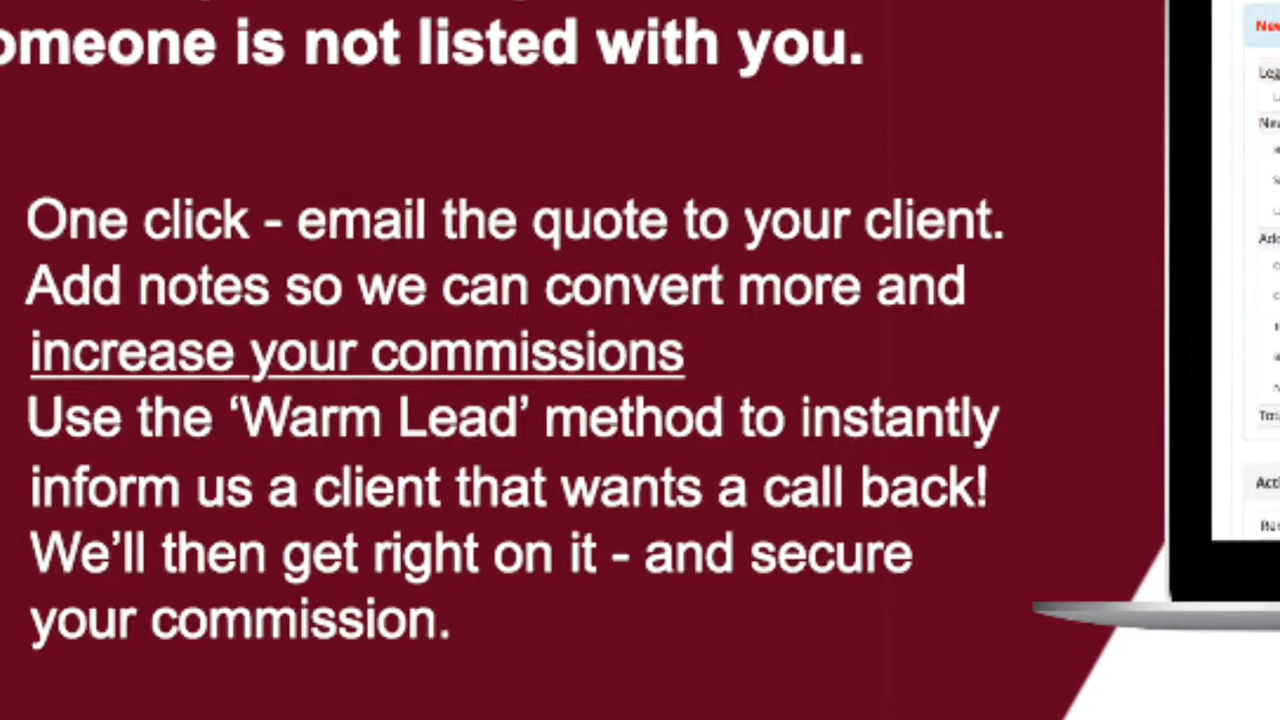 omeone is not listed with you.
One click - email the quote to your client.
Add notes so we can convert more and
increase your commissions
Use the ‘Warm Lead’ method to instantly
inform us a client that wants a call back!
We’ll then get right on it - and secure
your commission.